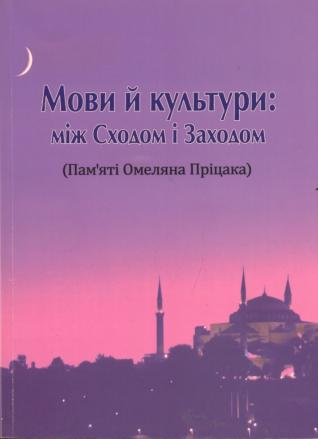 Мови й культури:
між Сходом і Заходом
(Пам'яті Омеляна Пріцака)